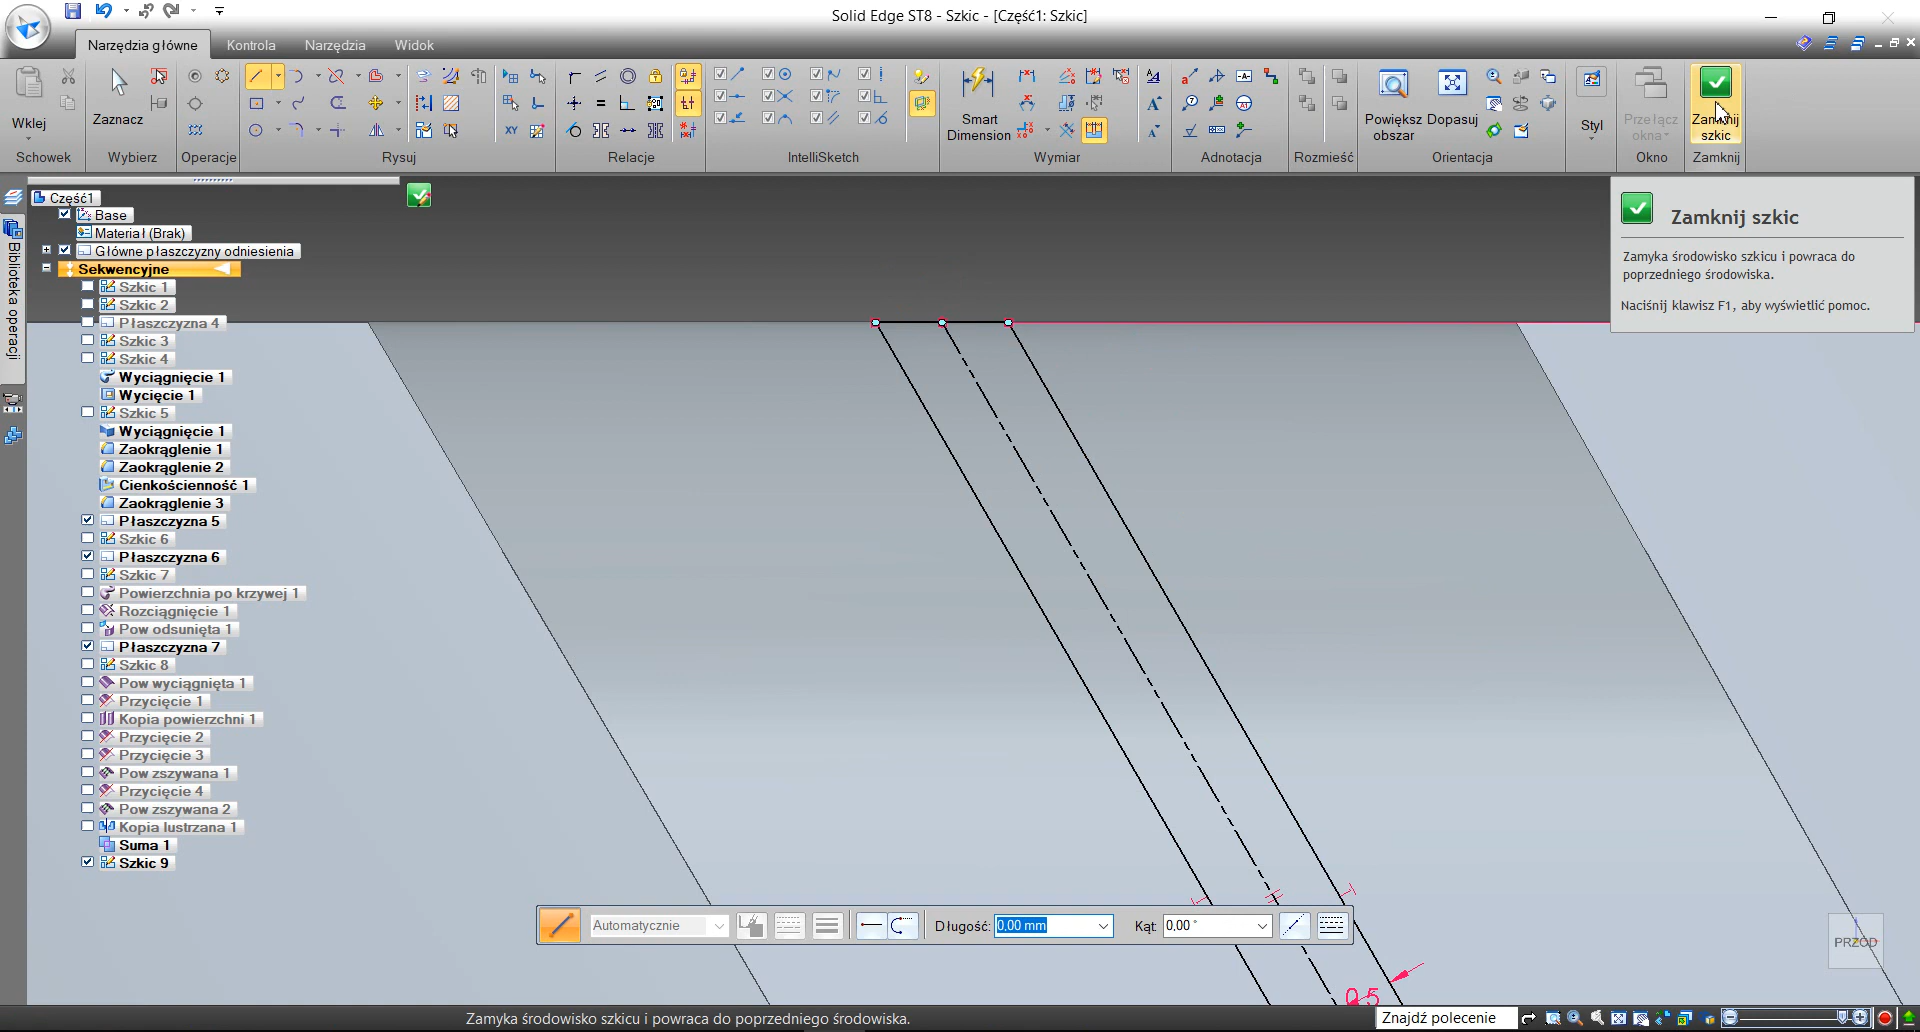 Solid Edge ST8 - Szkic - [Część1: Szkic]
Narzędzia główne
Kontrola
Narzędzia
Widok
Wklej
Zaznacz
Smart Dimension
Powiększ obszar
Dopasuj
Styl
Przełącz okna
Zamknij szkic
Schowek
Wybierz
Operacje
Rysuj
Relacje
IntelliSketch
Wymiar
Adnotacja
Rozmieść
Orientacja
Okno
Zamknij
Biblioteka operacji
Część1
Base
Materiał (Brak)
Główne płaszczyzny odniesienia
Sekwencyjne
Szkic 1
Szkic 2
Płaszczyzna 4
Szkic 3
Szkic 4
Wyciągnięcie 1
Wycięcie 1
Szkic 5
Wyciągnięcie 1
Zaokrąglenie 1
Zaokrąglenie 2
Cienkościenność 1
Zaokrąglenie 3
Płaszczyzna 5
Szkic 6
Płaszczyzna 6
Szkic 7
Powierzchnia po krzywej 1
Rozciągnięcie 1
Pow odsunięta 1
Płaszczyzna 7
Szkic 8
Pow wyciągnięta 1
Przycięcie 1
Kopia powierzchni 1
Przycięcie 2
Przycięcie 3
Pow zszywana 1
Przycięcie 4
Pow zszywana 2
Kopia lustrzana 1
Suma 1
Szkic 9
Zamknij szkic
Zamyka środowisko szkicu i powraca do
poprzedniego środowiska.
Naciśnij klawisz F1, aby wyświetlić pomoc.
Automatycznie
Długość: 0,00 mm
Kąt: 0,00 °
0,5
PRZÓD
Zamyka środowisko szkicu i powraca do poprzedniego środowiska.
Znajdź polecenie